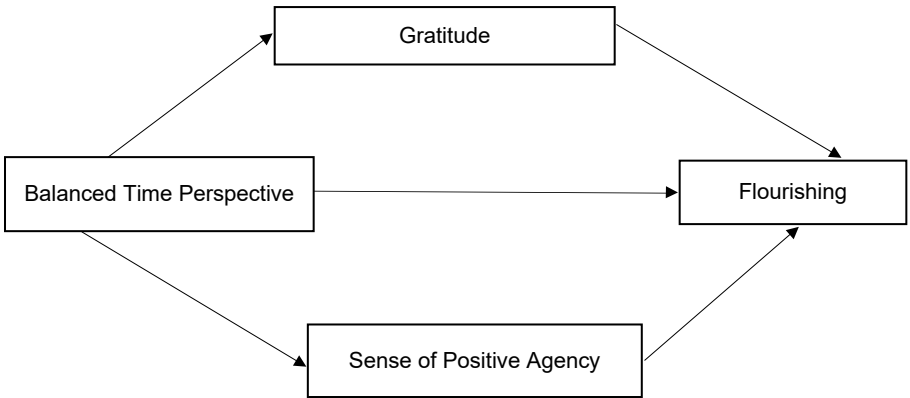 Gratitude
Balanced Time Perspective
Flourishing
Sense of Positive Agency